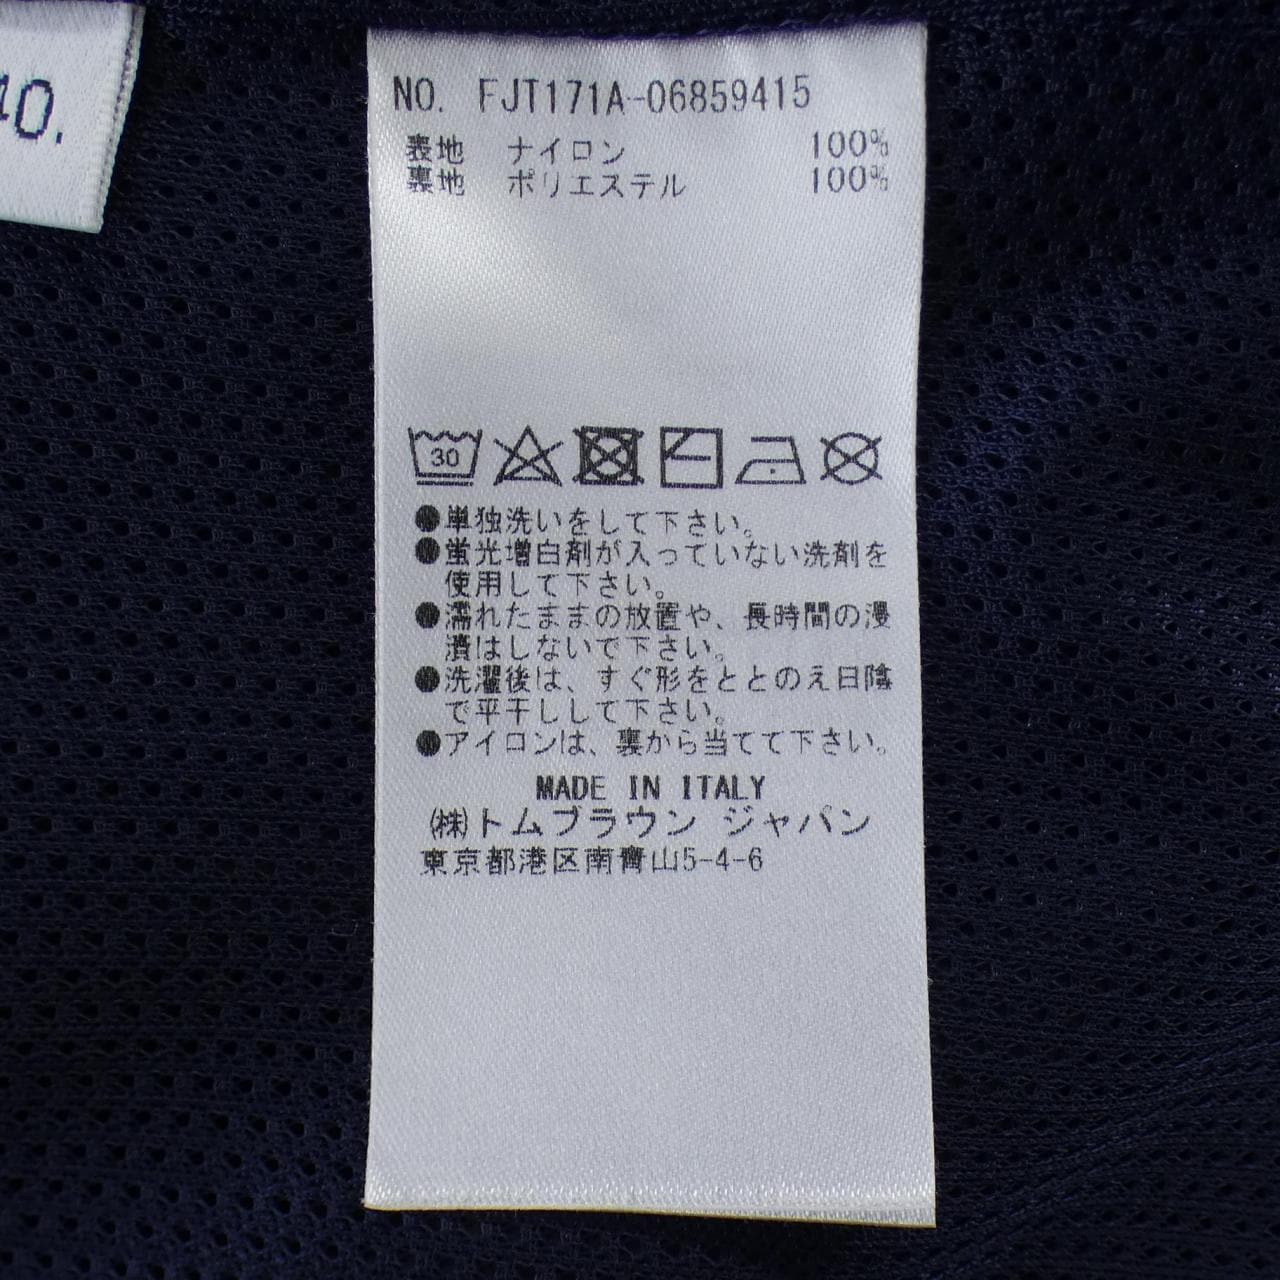 40.
NO. FJT171A-06859415
表地 ナイロン 100%
裏地 ポリエステル 100%
30
●単独洗いをして下さい。
●蛍光増白剤が入っていない洗剤を
使用して下さい。
●濡れたままの放置や、長時間の浸
漬はしないで下さい。
●洗濯後は、すぐ形をととのえ日陰
で平干しして下さい。
●アイロンは、裏から当てて下さい。
MADE IN ITALY
㈱トムブラウン ジャパン
東京都港区南青山5-4-6